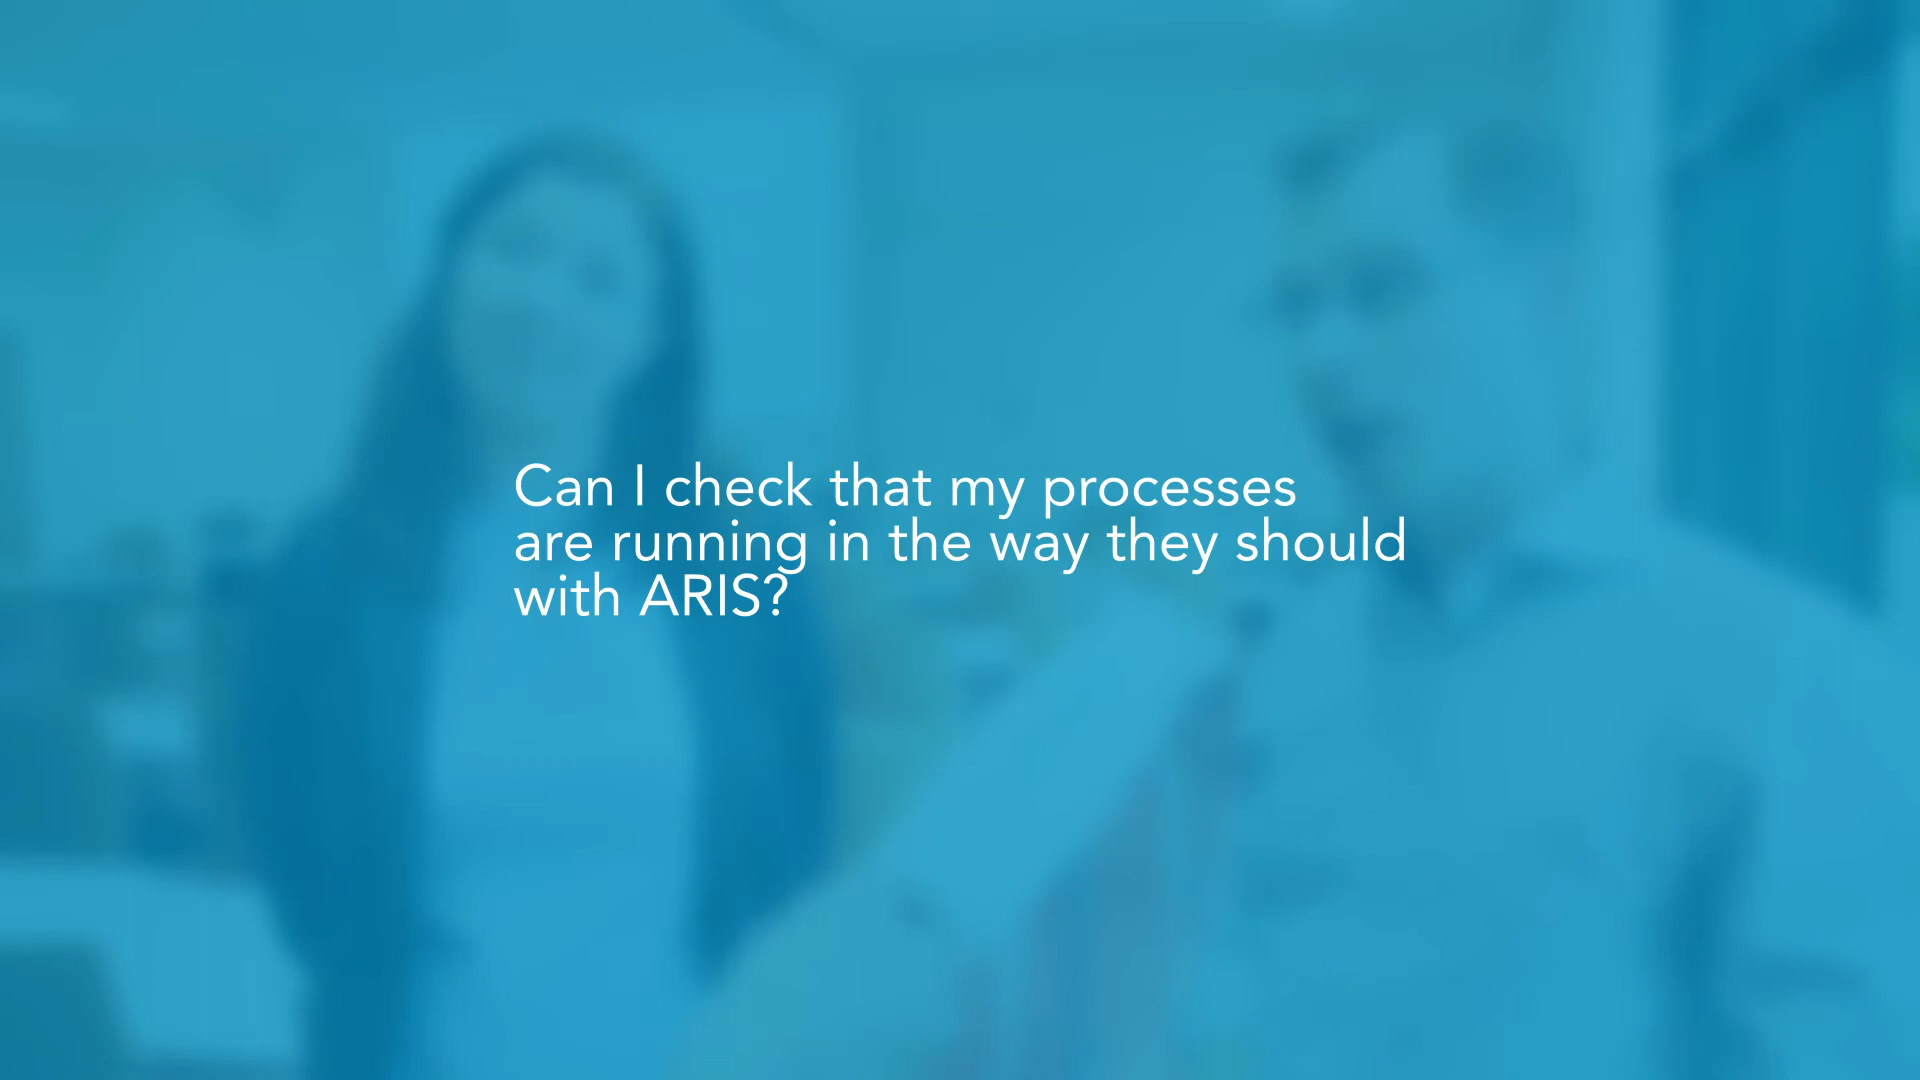 Can I check that my processes
are running in the way they should
with ARIS?